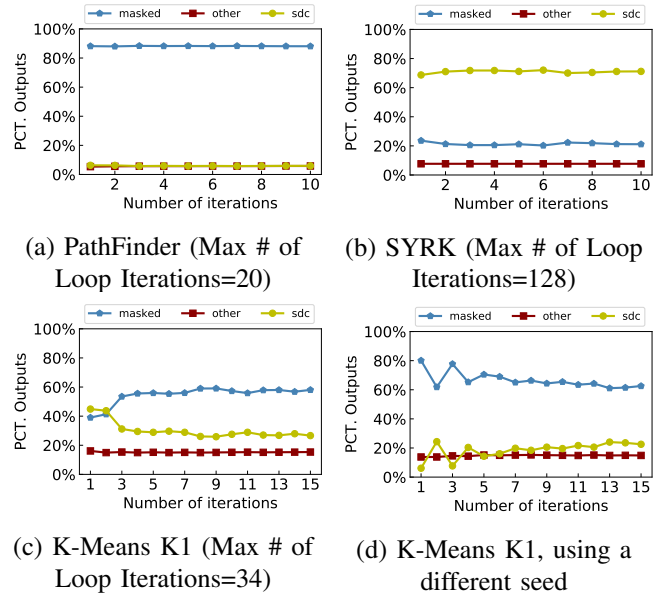 masked other sdc
100%
80%
60%
40%
20%
0%
PCT. Outputs
2 4 6 8 10
Number of iterations
(a) PathFinder (Max # of
Loop Iterations=20)
masked other sdc
100%
80%
60%
40%
20%
0%
PCT. Outputs
2 4 6 8 10
Number of iterations
(b) SYRK (Max # of Loop
Iterations=128)
masked other sdc
100%
80%
60%
40%
20%
0%
PCT. Outputs
1 3 5 7 9 11 13 15
Number of iterations
(c) K-Means K1 (Max # of
Loop Iterations=34)
masked other sdc
100%
80%
60%
40%
20%
0%
PCT. Outputs
1 3 5 7 9 11 13 15
Number of iterations
(d) K-Means K1, using a
different seed